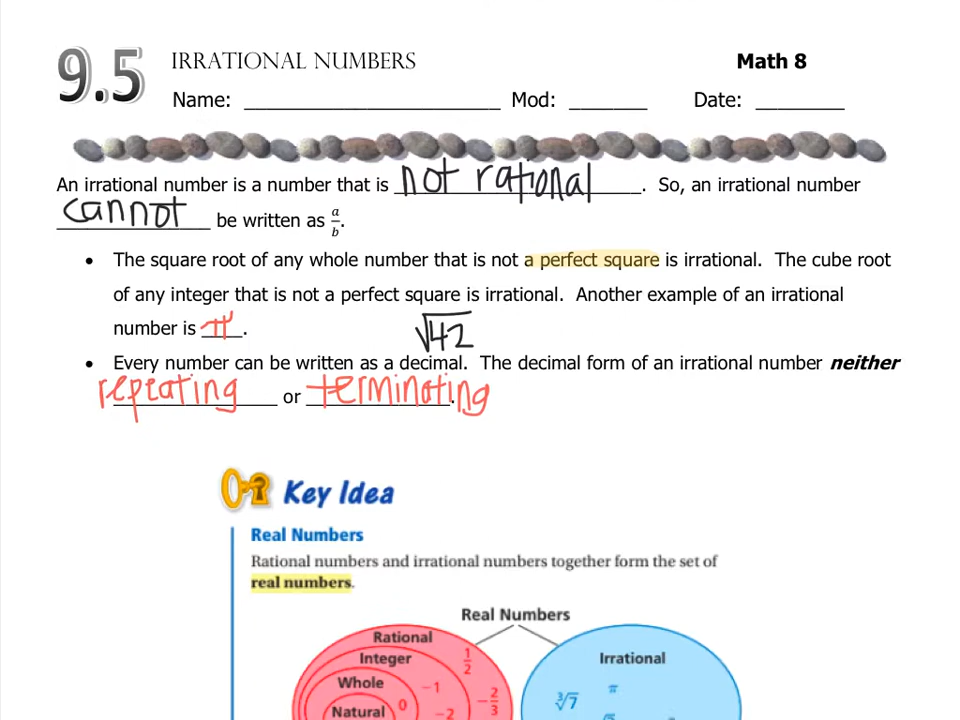 9.5 IRRATIONAL NUMBERS Math 8
Name: ______________________ Mod: _______ Date: ________
An irrational number is a number that is not rational. So, an irrational number
cannot be written as a/b.
• The square root of any whole number that is not a perfect square is irrational. The cube root
of any integer that is not a perfect square is irrational. Another example of an irrational
number is π. √42
• Every number can be written as a decimal. The decimal form of an irrational number neither
repeating or terminating.
Key Idea
Real Numbers
Rational numbers and irrational numbers together form the set of
real numbers.
Real Numbers
Rational
Integer 1/2 Irrational
Whole -1 π
0 -2/3 ∛7
Natural -2